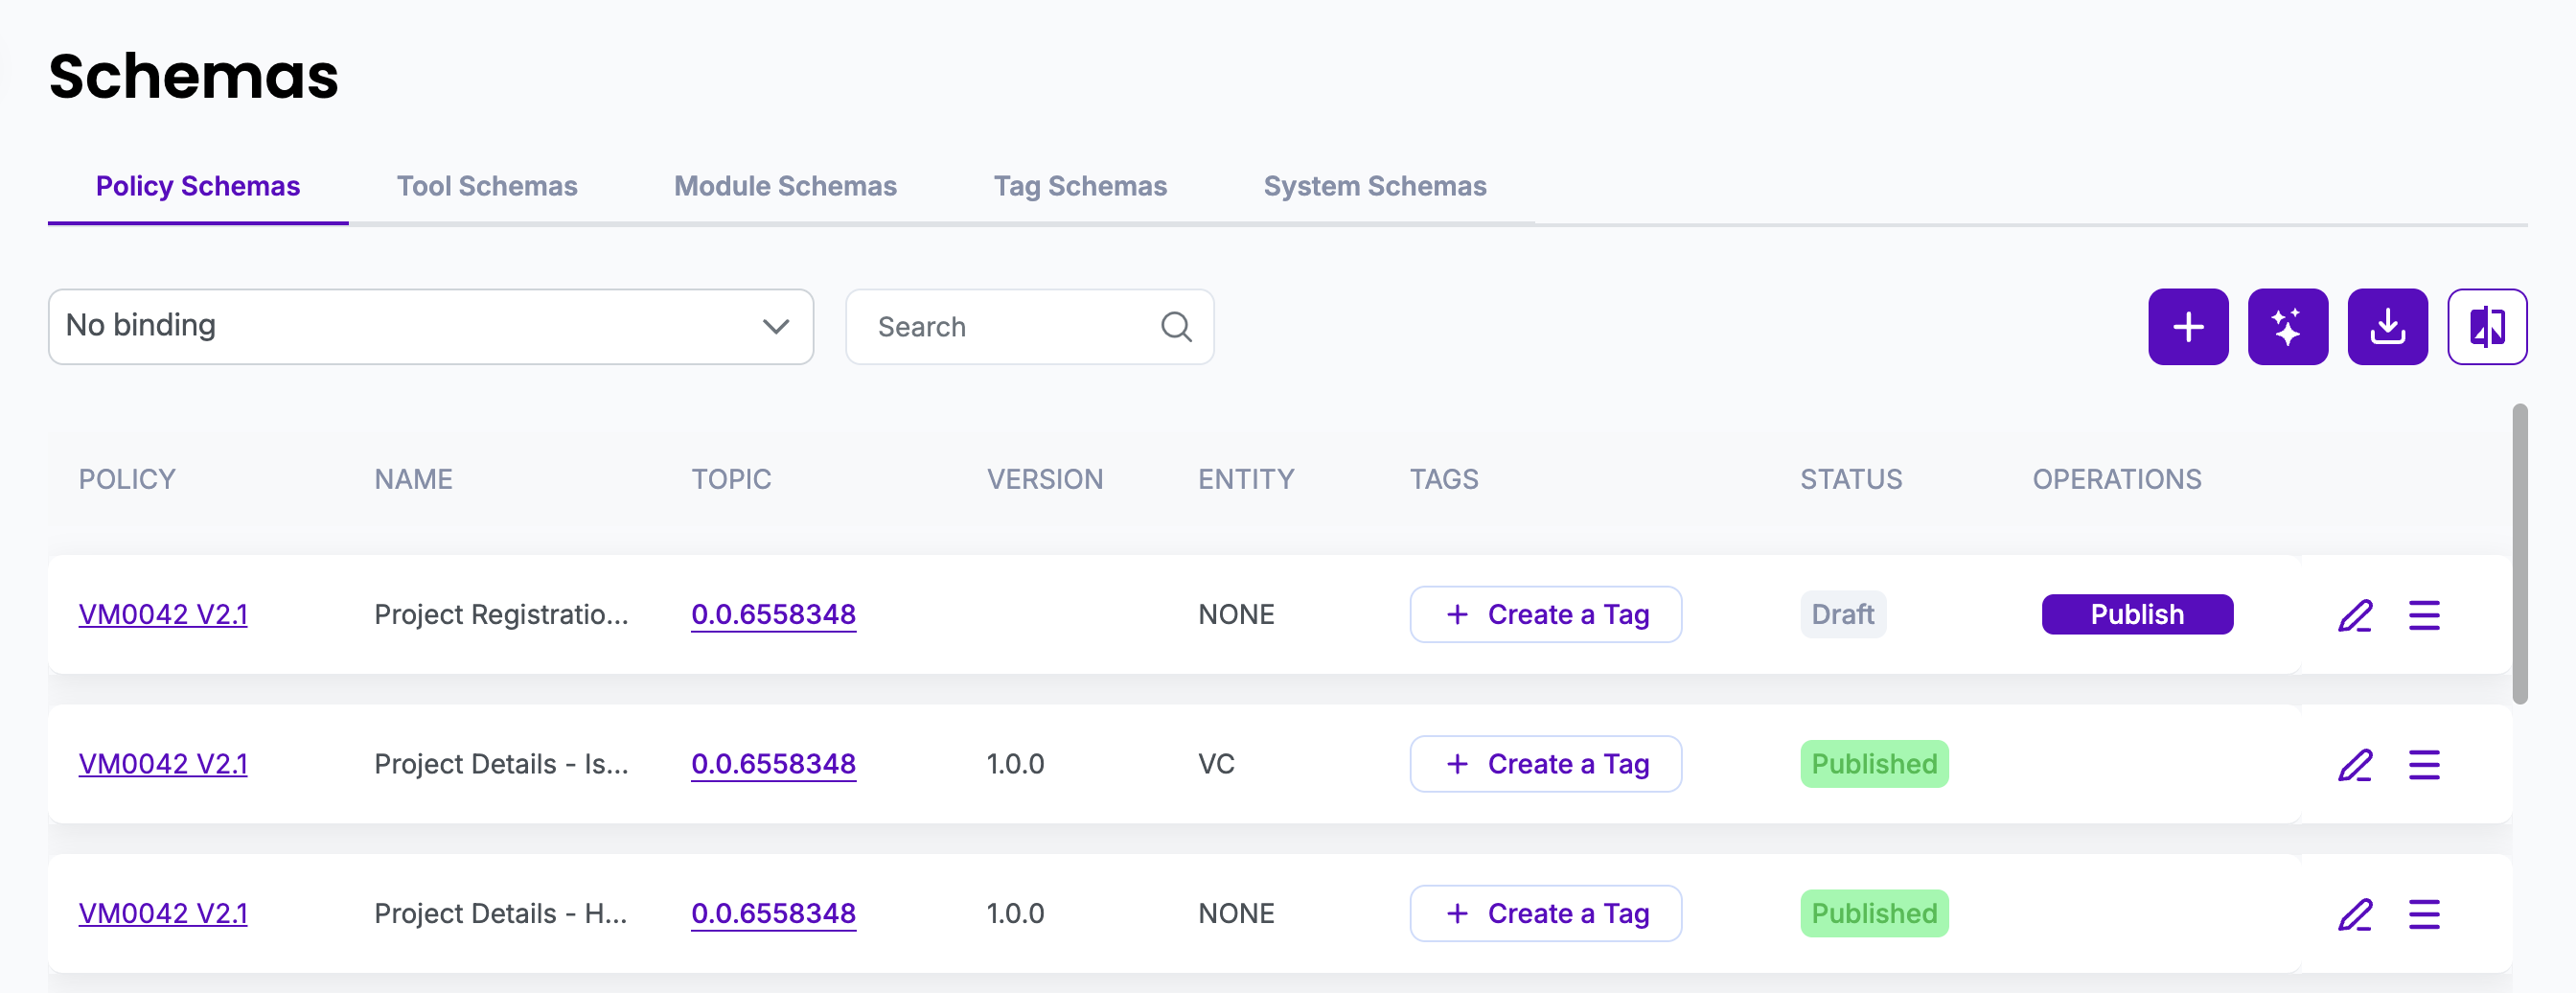 Schemas
Policy Schemas Tool Schemas Module Schemas Tag Schemas System Schemas
No binding Search
POLICY NAME TOPIC VERSION ENTITY TAGS STATUS OPERATIONS
VM0042 V2.1 Project Registratio... 0.0.6558348 NONE + Create a Tag Draft Publish
VM0042 V2.1 Project Details - Is... 0.0.6558348 1.0.0 VC + Create a Tag Published
VM0042 V2.1 Project Details - H... 0.0.6558348 1.0.0 NONE + Create a Tag Published